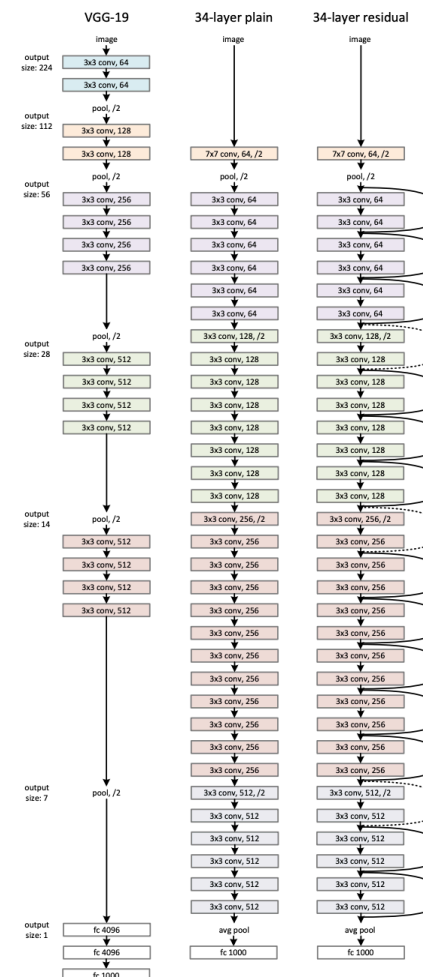 VGG-19
image
output
size: 224
3x3 conv, 64
3x3 conv, 64
pool, /2
output
size: 112
3x3 conv, 128
3x3 conv, 128
pool, /2
output
size: 56
3x3 conv, 256
3x3 conv, 256
3x3 conv, 256
3x3 conv, 256
pool, /2
output
size: 28
3x3 conv, 512
3x3 conv, 512
3x3 conv, 512
3x3 conv, 512
pool, /2
output
size: 14
3x3 conv, 512
3x3 conv, 512
3x3 conv, 512
3x3 conv, 512
pool, /2
output
size: 7
output
size: 1
fc 4096
fc 4096
fc 1000
34-layer plain
image
7x7 conv, 64, /2
pool, /2
3x3 conv, 64
3x3 conv, 64
3x3 conv, 64
3x3 conv, 64
3x3 conv, 64
3x3 conv, 64
3x3 conv, 128, /2
3x3 conv, 128
3x3 conv, 128
3x3 conv, 128
3x3 conv, 128
3x3 conv, 128
3x3 conv, 128
3x3 conv, 128
3x3 conv, 256, /2
3x3 conv, 256
3x3 conv, 256
3x3 conv, 256
3x3 conv, 256
3x3 conv, 256
3x3 conv, 256
3x3 conv, 256
3x3 conv, 256
3x3 conv, 256
3x3 conv, 256
3x3 conv, 256
3x3 conv, 512, /2
3x3 conv, 512
3x3 conv, 512
3x3 conv, 512
3x3 conv, 512
3x3 conv, 512
avg pool
fc 1000
34-layer residual
image
7x7 conv, 64, /2
pool, /2
3x3 conv, 64
3x3 conv, 64
3x3 conv, 64
3x3 conv, 64
3x3 conv, 64
3x3 conv, 64
3x3 conv, 128, /2
3x3 conv, 128
3x3 conv, 128
3x3 conv, 128
3x3 conv, 128
3x3 conv, 128
3x3 conv, 128
3x3 conv, 128
3x3 conv, 256, /2
3x3 conv, 256
3x3 conv, 256
3x3 conv, 256
3x3 conv, 256
3x3 conv, 256
3x3 conv, 256
3x3 conv, 256
3x3 conv, 256
3x3 conv, 256
3x3 conv, 256
3x3 conv, 256
3x3 conv, 512, /2
3x3 conv, 512
3x3 conv, 512
3x3 conv, 512
3x3 conv, 512
3x3 conv, 512
avg pool
fc 1000